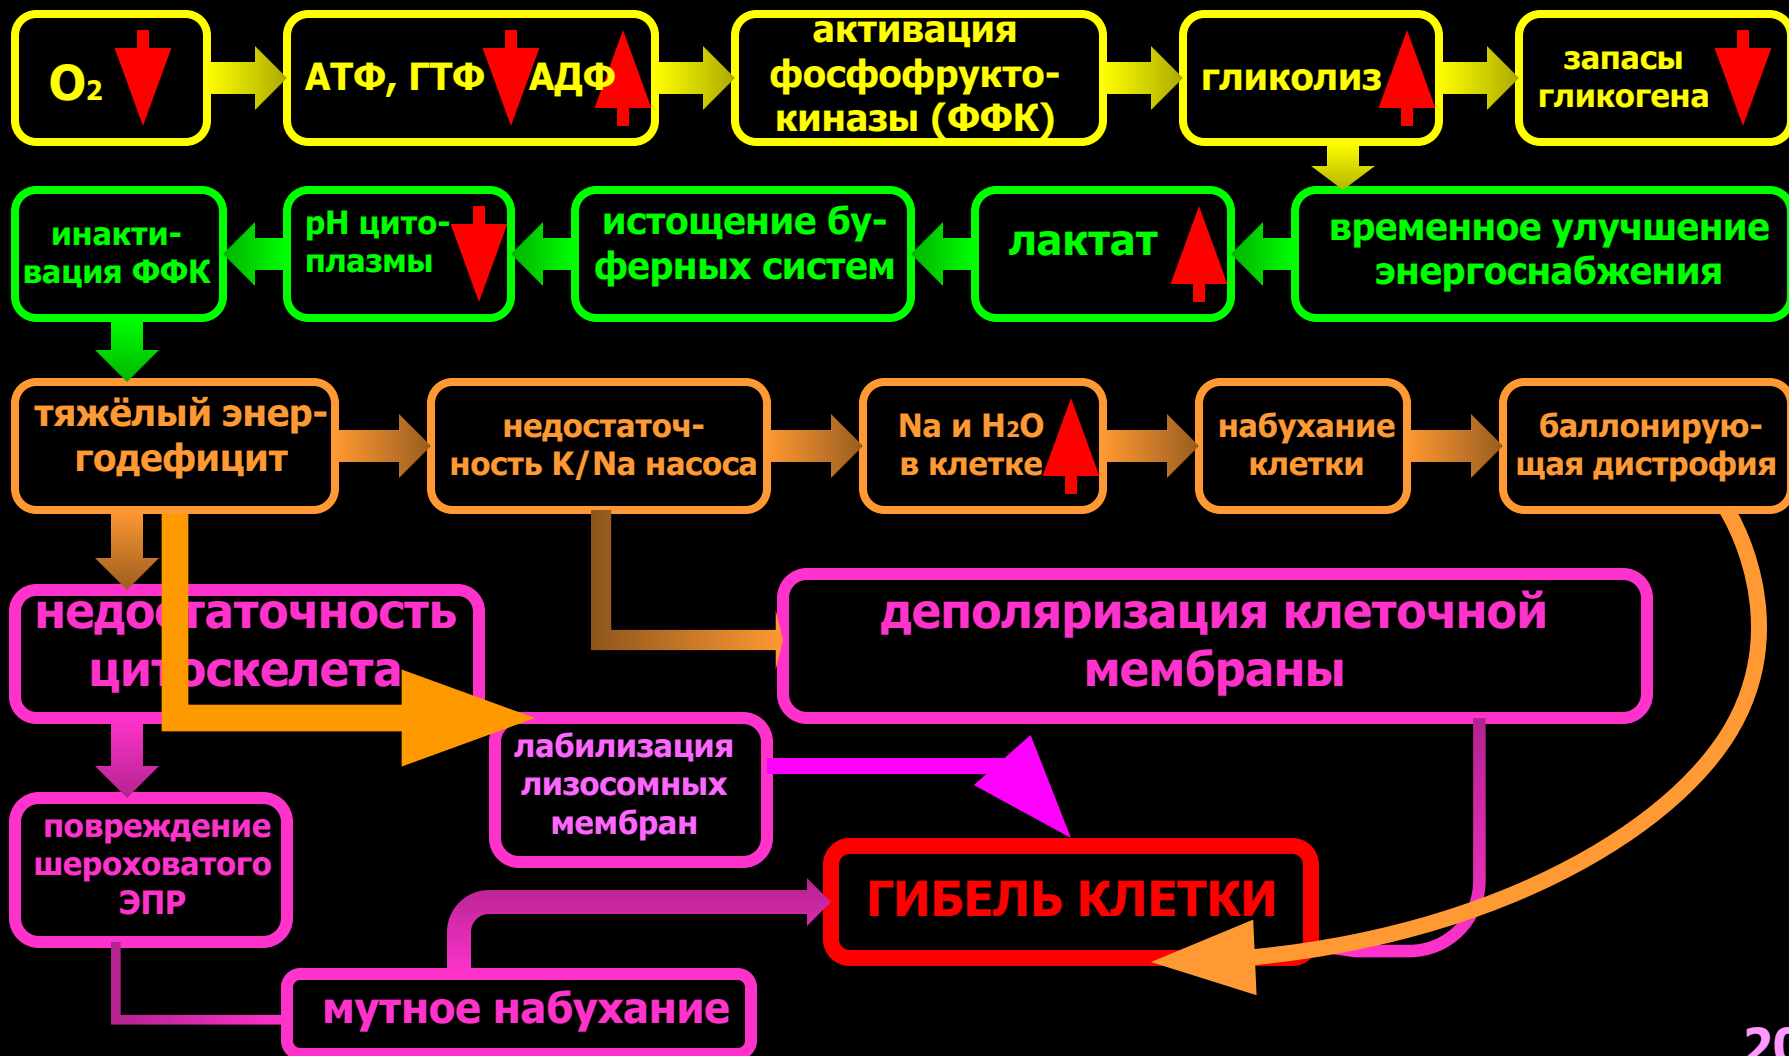 O₂
АТФ, ГТФ АДФ
активация
фосфофрукто-
киназы (ФФК)
гликолиз
запасы
гликогена
инакти-
вация ФФК
pH цито-
плазмы
истощение бу-
ферных систем
лактат
временное улучшение
энергоснабжения
тяжёлый энер-
годефицит
недостаточ-
ность K/Na насоса
Na и H₂O
в клетке
набухание
клетки
баллонирую-
щая дистрофия
недостаточность
цитоскелета
деполяризация клеточной
мембраны
лабилизация
лизосомных
мембран
повреждение
шероховатого
ЭПР
ГИБЕЛЬ КЛЕТКИ
мутное набухание
20